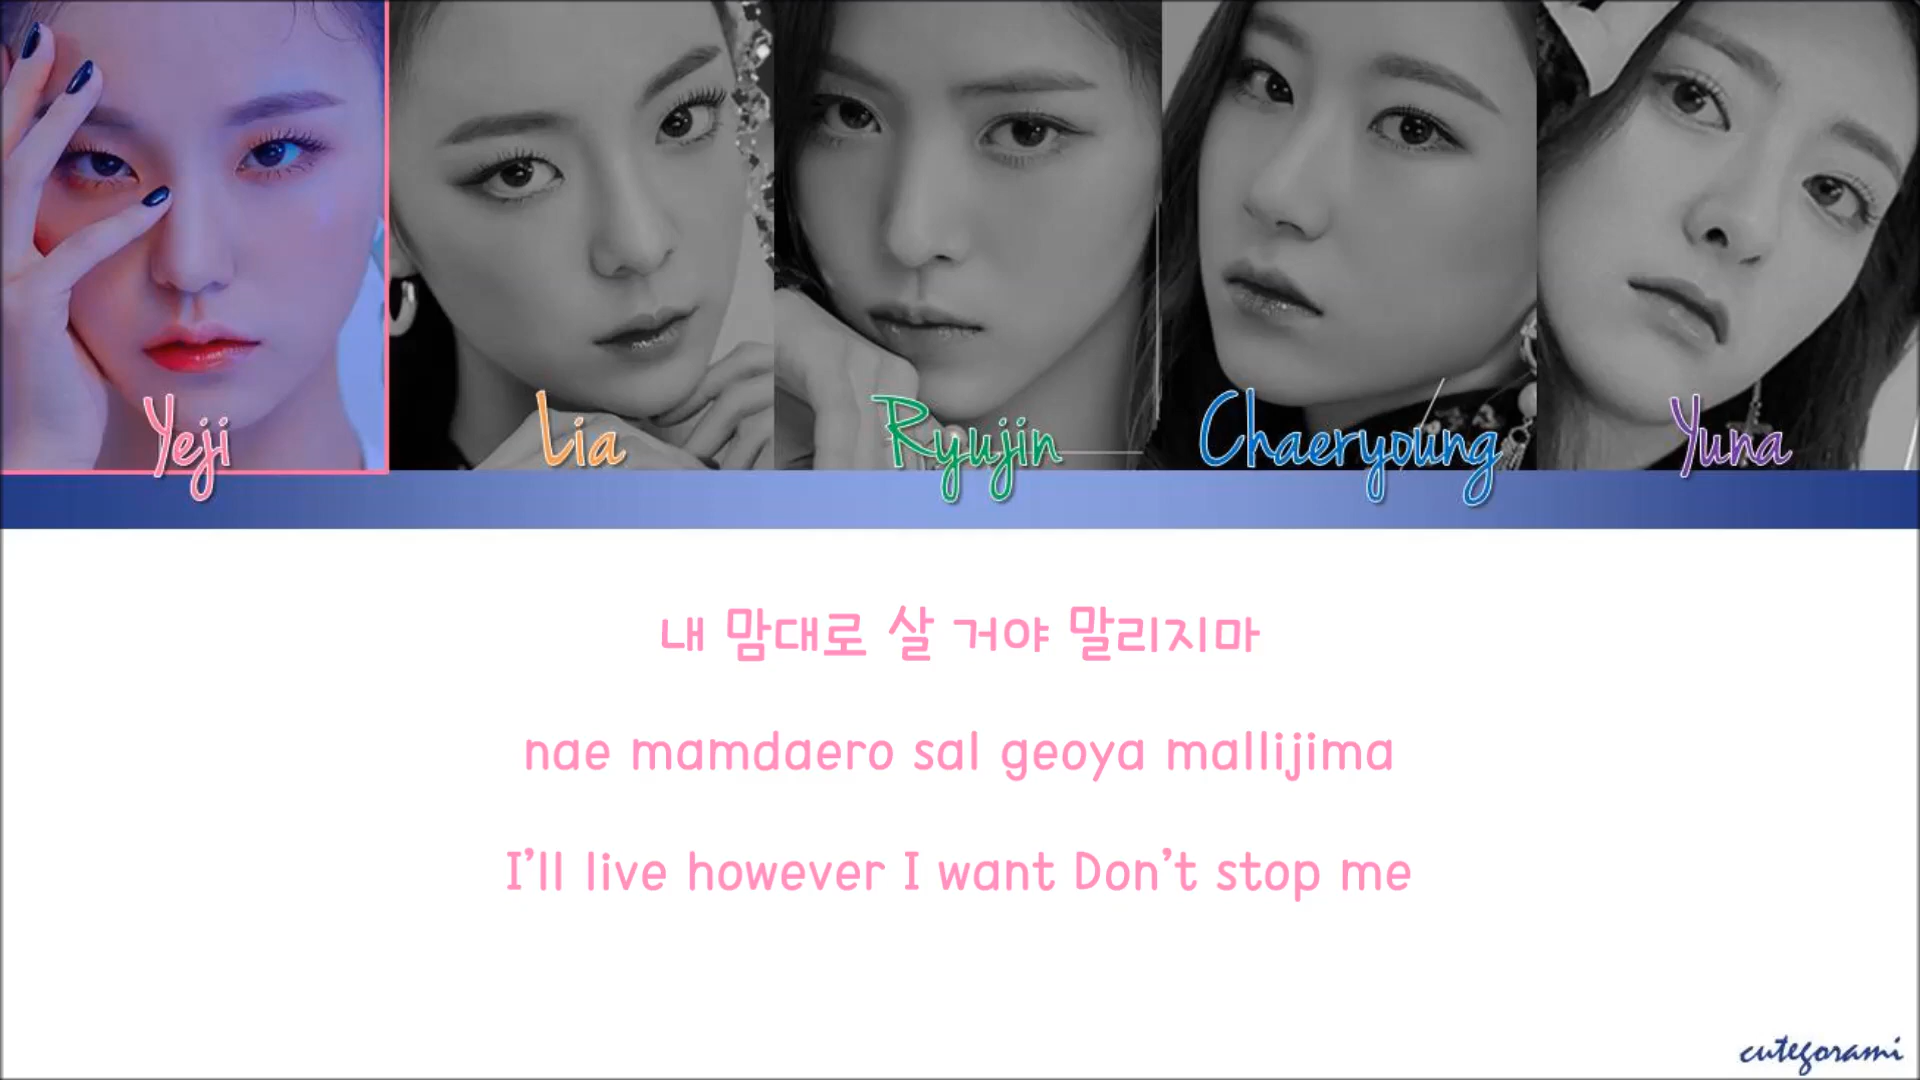 Yeji
Lia
Ryujin
Chaeryoung
Yuna
내 맘대로 살 거야 말리지마
nae mamdaero sal geoya mallijima
I'll live however I want Don't stop me
cutegorami